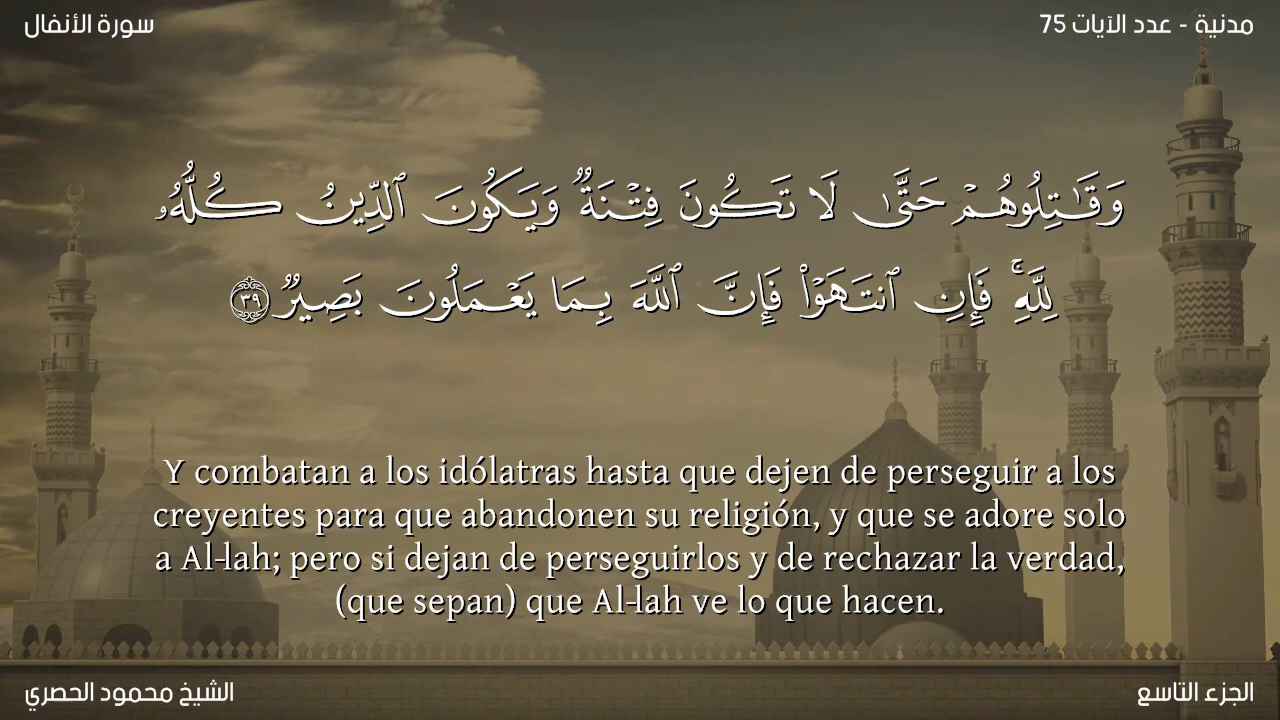 سورة الأنفال
مدنية - عدد الآيات 75
وَقَٰتِلُوهُمْ حَتَّىٰ لَا تَكُونَ فِتْنَةٌ وَيَكُونَ ٱلدِّينُ كُلُّهُۥ
لِلَّهِ ۚ فَإِنِ ٱنتَهَوْا۟ فَإِنَّ ٱللَّهَ بِمَا يَعْمَلُونَ بَصِيرٌ ٣٩
Y combatan a los idólatras hasta que dejen de perseguir a los
creyentes para que abandonen su religión, y que se adore solo
a Al-lah; pero si dejan de perseguirlos y de rechazar la verdad,
(que sepan) que Al-lah ve lo que hacen.
الشيخ محمود الحصري
الجزء التاسع